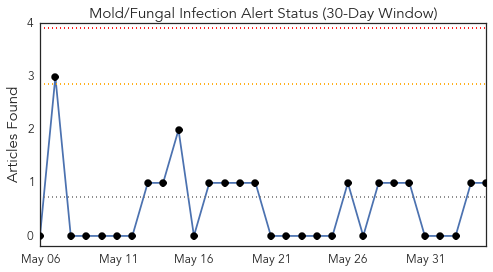 Mold/Fungal Infection Alert Status (30-Day Window)
Articles Found
4
3
2
1
0
May 06 May 11 May 16 May 21 May 26 May 31